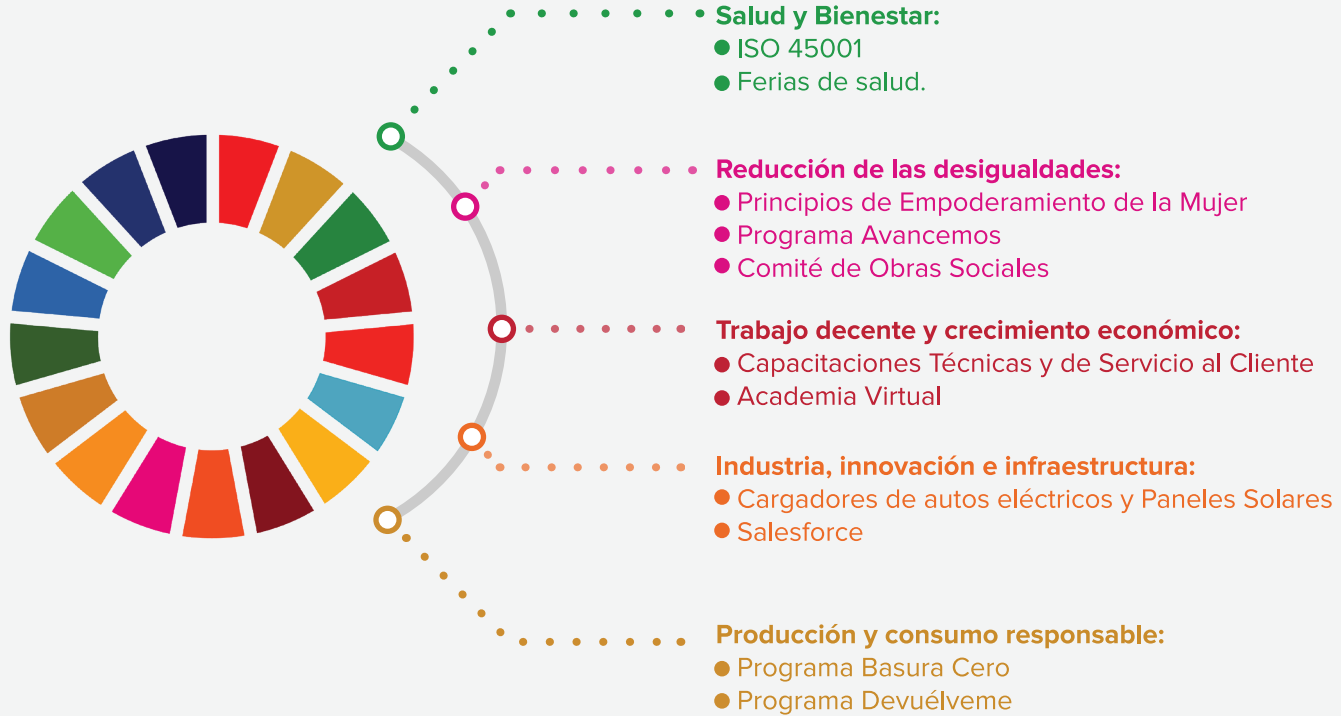 Salud y Bienestar:
● ISO 45001
● Ferias de salud.
Reducción de las desigualdades:
● Principios de Empoderamiento de la Mujer
● Programa Avancemos
● Comité de Obras Sociales
Trabajo decente y crecimiento económico:
● Capacitaciones Técnicas y de Servicio al Cliente
● Academia Virtual
Industria, innovación e infraestructura:
● Cargadores de autos eléctricos y Paneles Solares
● Salesforce
Producción y consumo responsable:
● Programa Basura Cero
● Programa Devuélveme